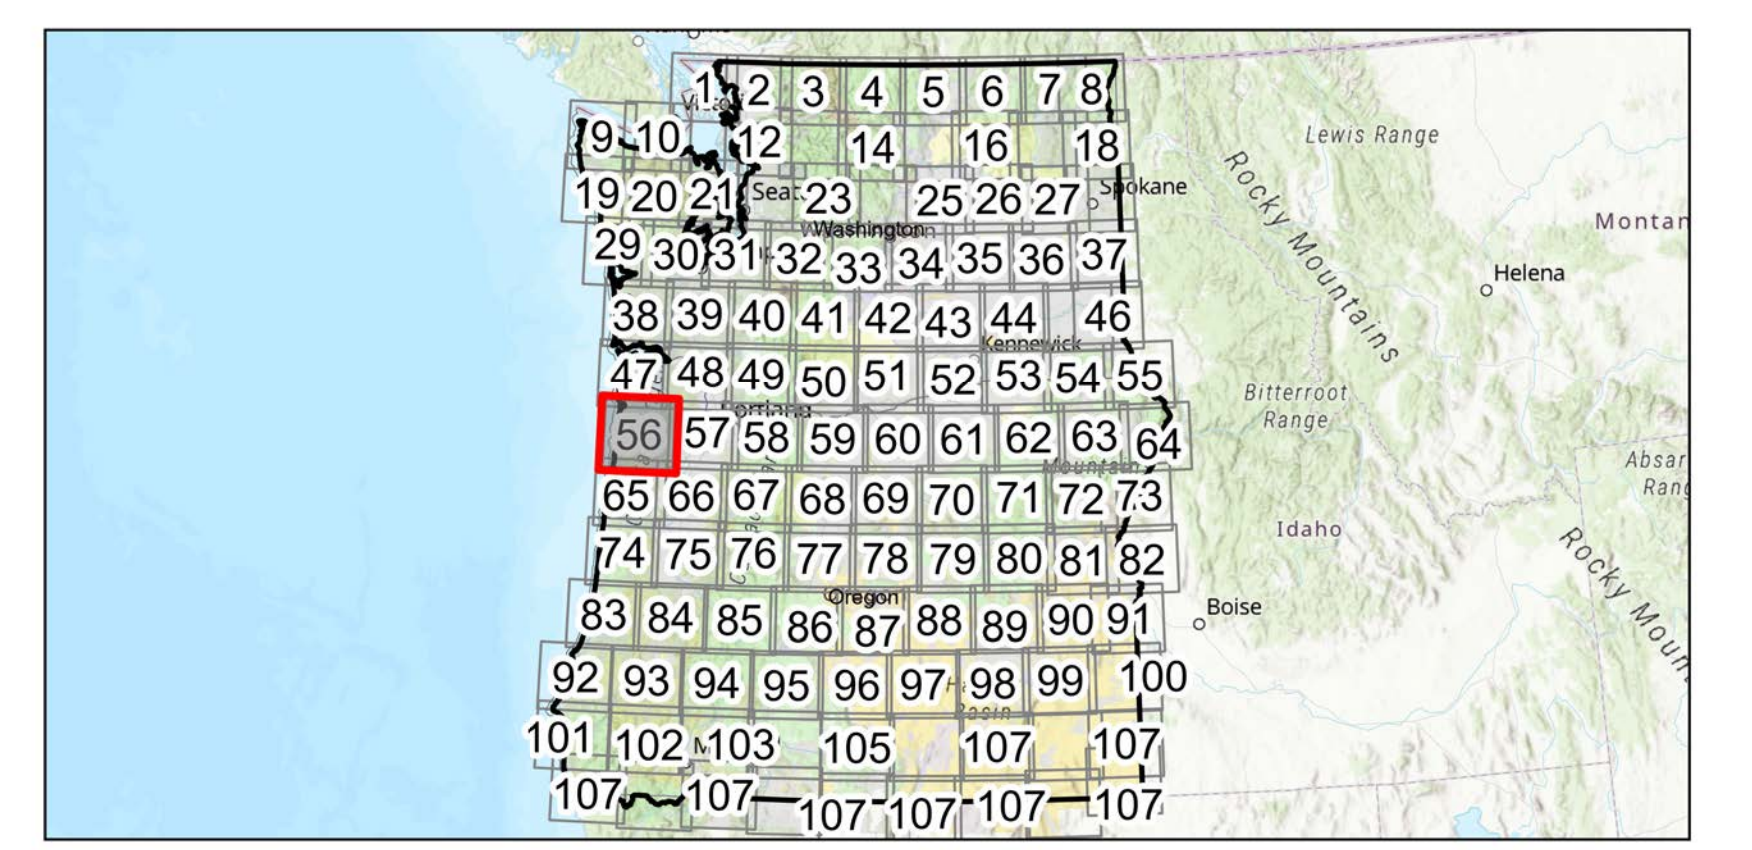 1 2 3 4 5 6 7 8
9 10 12 14 16 18
Lewis Range
19 20 21 23 25 26 27
Spokane
Rocky Mountains
Montan
Washington
29 30 31 32 33 34 35 36 37
Helena
38 39 40 41 42 43 44 46
Kennewick
47 48 49 50 51 52 53 54 55
Bitterroot
Range
Portland
56 57 58 59 60 61 62 63 64
Mountain
Absar
Rang
65 66 67 68 69 70 71 72 73
Idaho
Rocky Moun
74 75 76 77 78 79 80 81 82
Oregon
Boise
83 84 85 86 87 88 89 90 91
92 93 94 95 96 97 98 99 100
Basin
101 102 103 105 107 107
107 107 107 107 107 107